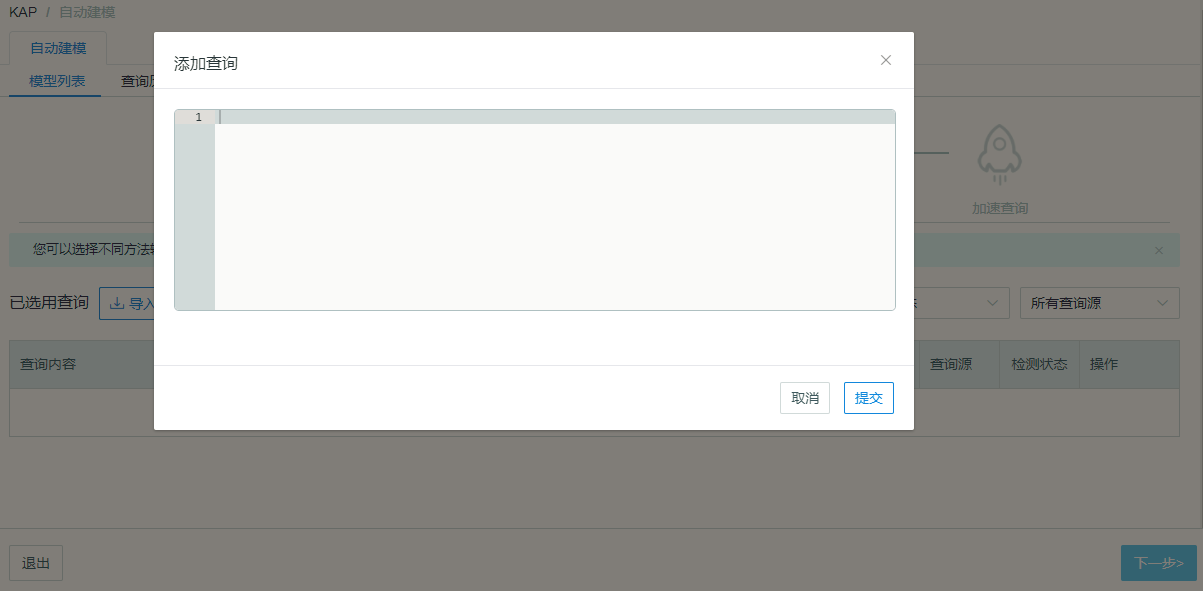 KAP / 自动建模
自动建模
模型列表 查询
添加查询
1
加速查询
您可以选择不同方法
已选用查询 导入
所有查询源
查询内容 查询源 检测状态 操作
取消 提交
退出 下一步>